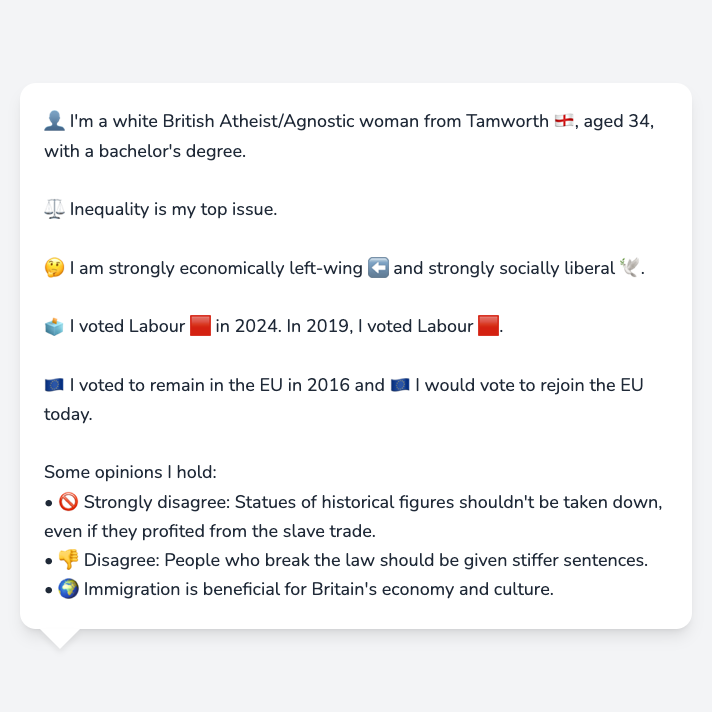 👤 I'm a white British Atheist/Agnostic woman from Tamworth 🏴󠁧󠁢󠁥󠁮󠁧󠁿, aged 34,
with a bachelor's degree.
⚖️ Inequality is my top issue.
🤔 I am strongly economically left-wing ⬅️ and strongly socially liberal 🕊️.
🗳️ I voted Labour 🟥 in 2024. In 2019, I voted Labour 🟥.
🇪🇺 I voted to remain in the EU in 2016 and 🇪🇺 I would vote to rejoin the EU
today.
Some opinions I hold:
• 🚫 Strongly disagree: Statues of historical figures shouldn't be taken down,
even if they profited from the slave trade.
• 👎 Disagree: People who break the law should be given stiffer sentences.
• 🌍 Immigration is beneficial for Britain's economy and culture.